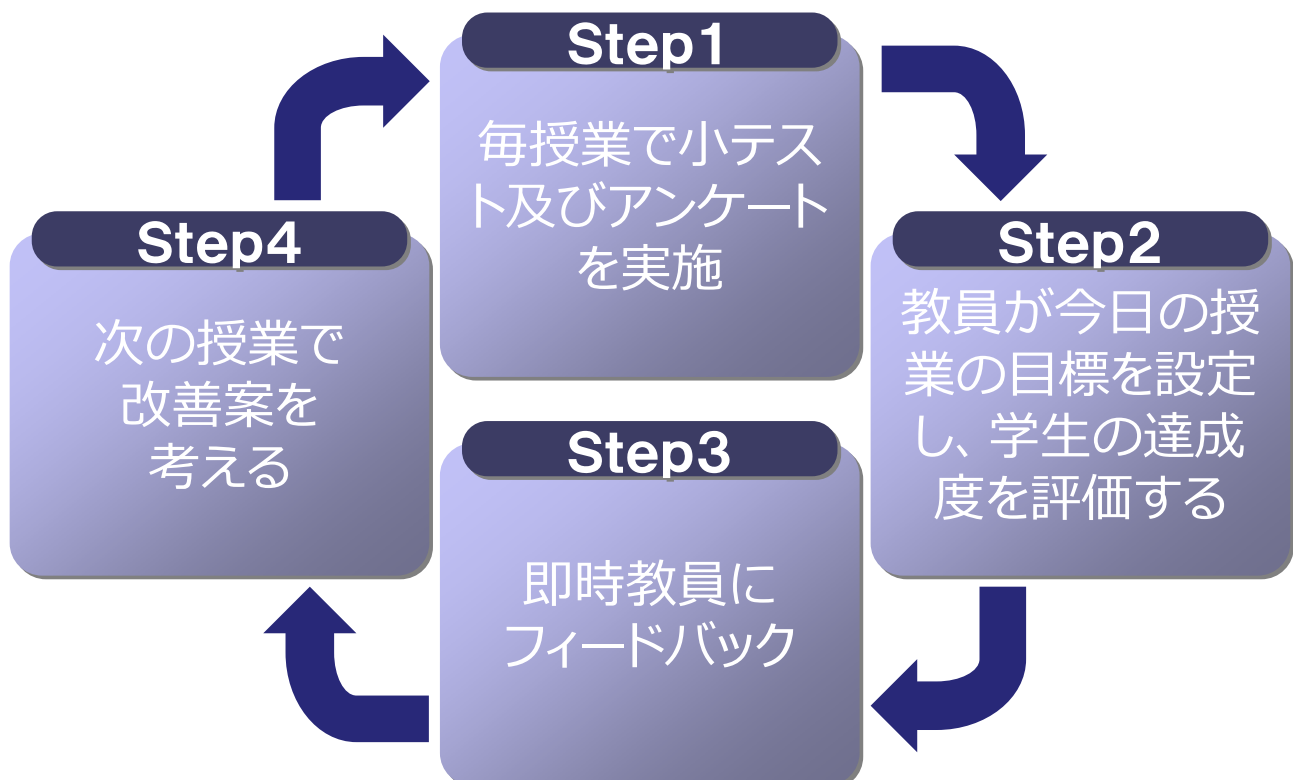 Step1
毎授業で小テス
ト及びアンケート
を実施
Step2
教員が今日の授
業の目標を設定
し、学生の達成
度を評価する
Step3
即時教員に
フィードバック
Step4
次の授業で
改善案を
考える